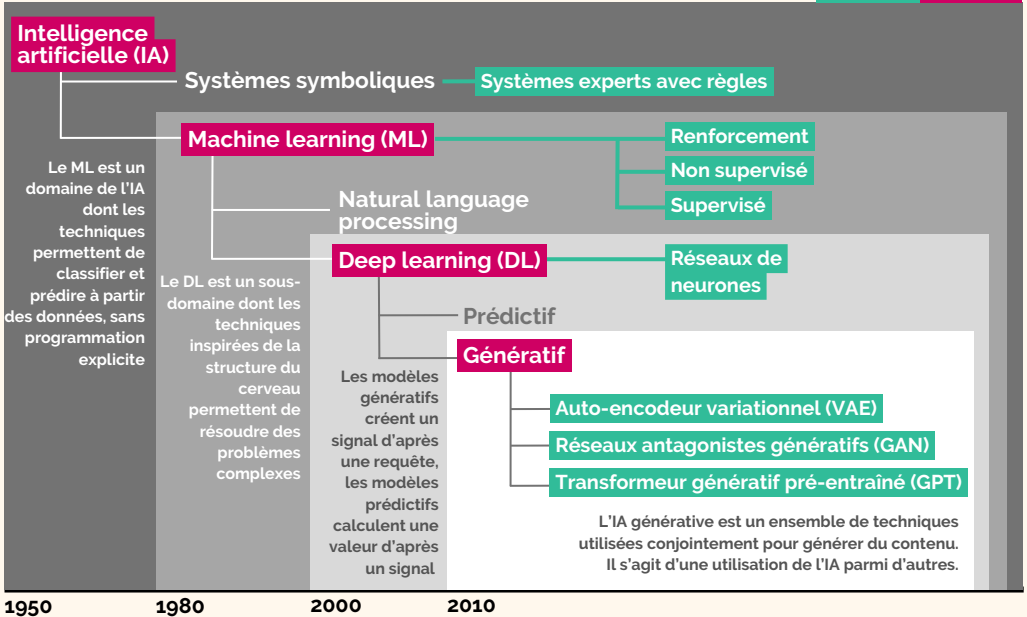 Intelligence
artificielle (IA)
Systèmes symboliques
Systèmes experts avec règles
Machine learning (ML)
Renforcement
Non supervisé
Supervisé
Le ML est un
domaine de l'IA
dont les
techniques
permettent de
classifier et
prédire à partir
des données, sans
programmation
explicite
Natural language
processing
Deep learning (DL)
Réseaux de
neurones
Le DL est un sous-
domaine dont les
techniques
inspirées de la
structure du
cerveau
permettent de
résoudre des
problèmes
complexes
Prédictif
Génératif
Les modèles
génératifs
créent un
signal d'après
une requête,
les modèles
prédictifs
calculent une
valeur d'après
un signal
Auto-encodeur variationnel (VAE)
Réseaux antagonistes génératifs (GAN)
Transformeur génératif pré-entraîné (GPT)
L'IA générative est un ensemble de techniques
utilisées conjointement pour générer du contenu.
Il s'agit d'une utilisation de l'IA parmi d'autres.
1950
1980
2000
2010